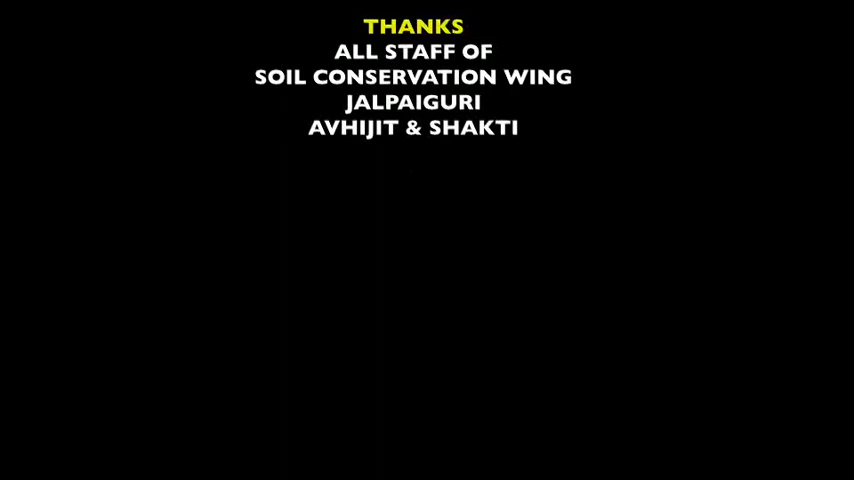 THANKS
ALL STAFF OF
SOIL CONSERVATION WING
JALPAIGURI
AVHIJIT & SHAKTI